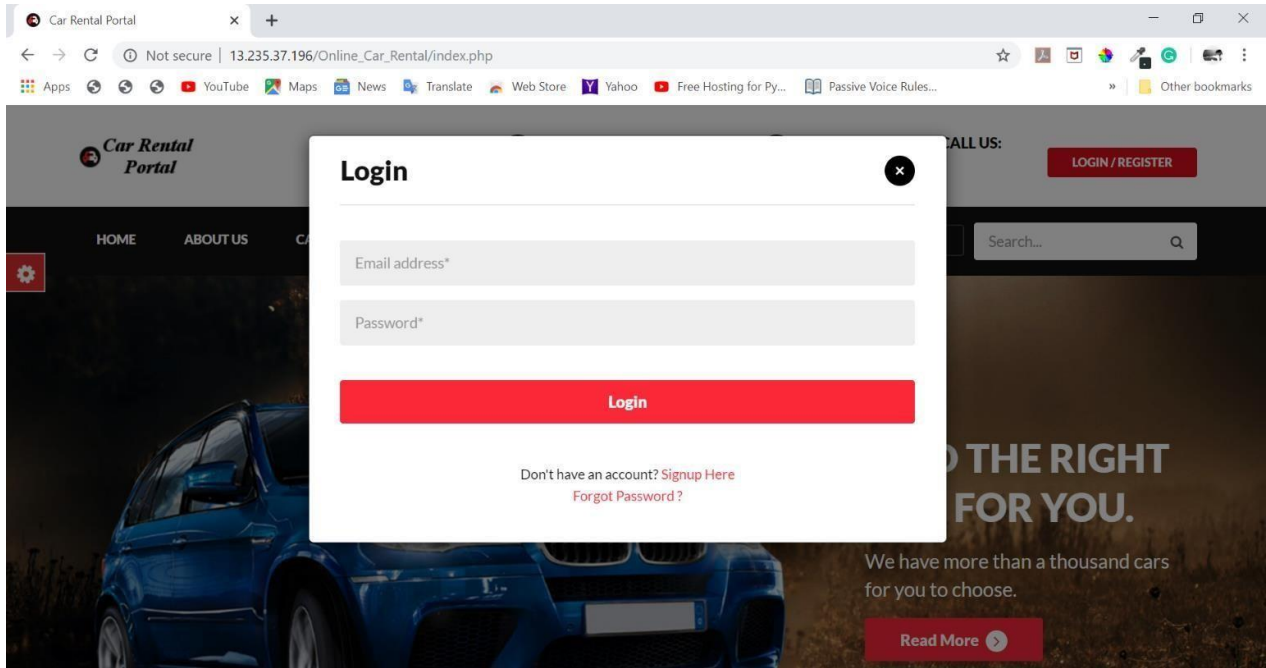 Car Rental Portal
Not secure | 13.235.37.196/Online_Car_Rental/index.php
Apps YouTube Maps News Translate Web Store Yahoo Free Hosting for Py... Passive Voice Rules... » Other bookmarks
Car Rental
Portal
CALL US:
LOGIN / REGISTER
Login
HOME ABOUT US
Search...
Email address*
Password*
Login
Don't have an account? Signup Here
Forgot Password ?
THE RIGHT
FOR YOU.
We have more than a thousand cars
for you to choose.
Read More